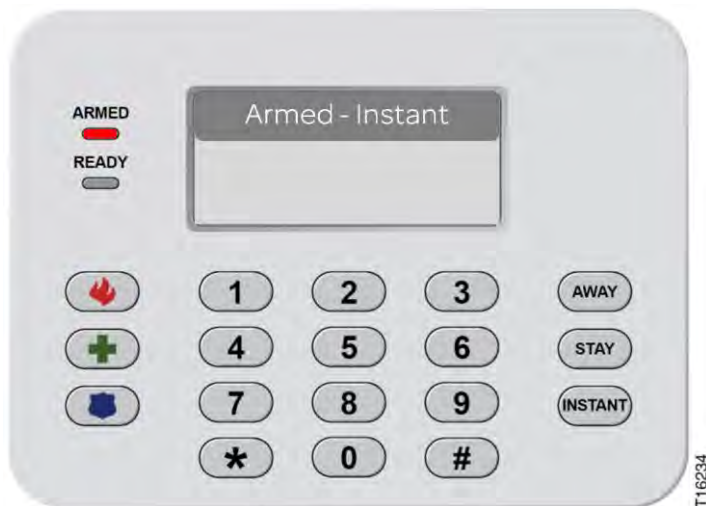 ARMED
Armed - Instant
READY
1 2 3 AWAY
4 5 6 STAY
7 8 9 INSTANT
* 0 #
T16234